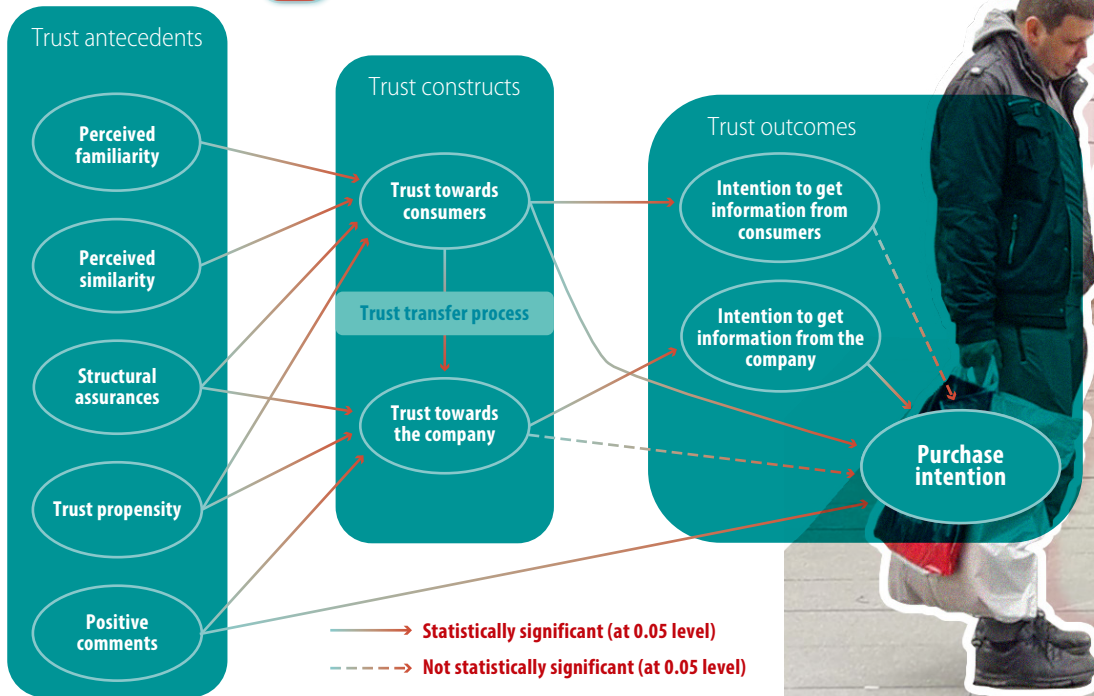 Trust antecedents
Perceived
familiarity
Perceived
similarity
Structural
assurances
Trust propensity
Positive
comments
Trust constructs
Trust towards
consumers
Trust transfer process
Trust towards
the company
Trust outcomes
Intention to get
information from
consumers
Intention to get
information from the
company
Purchase
intention
Statistically significant (at 0.05 level)
Not statistically significant (at 0.05 level)